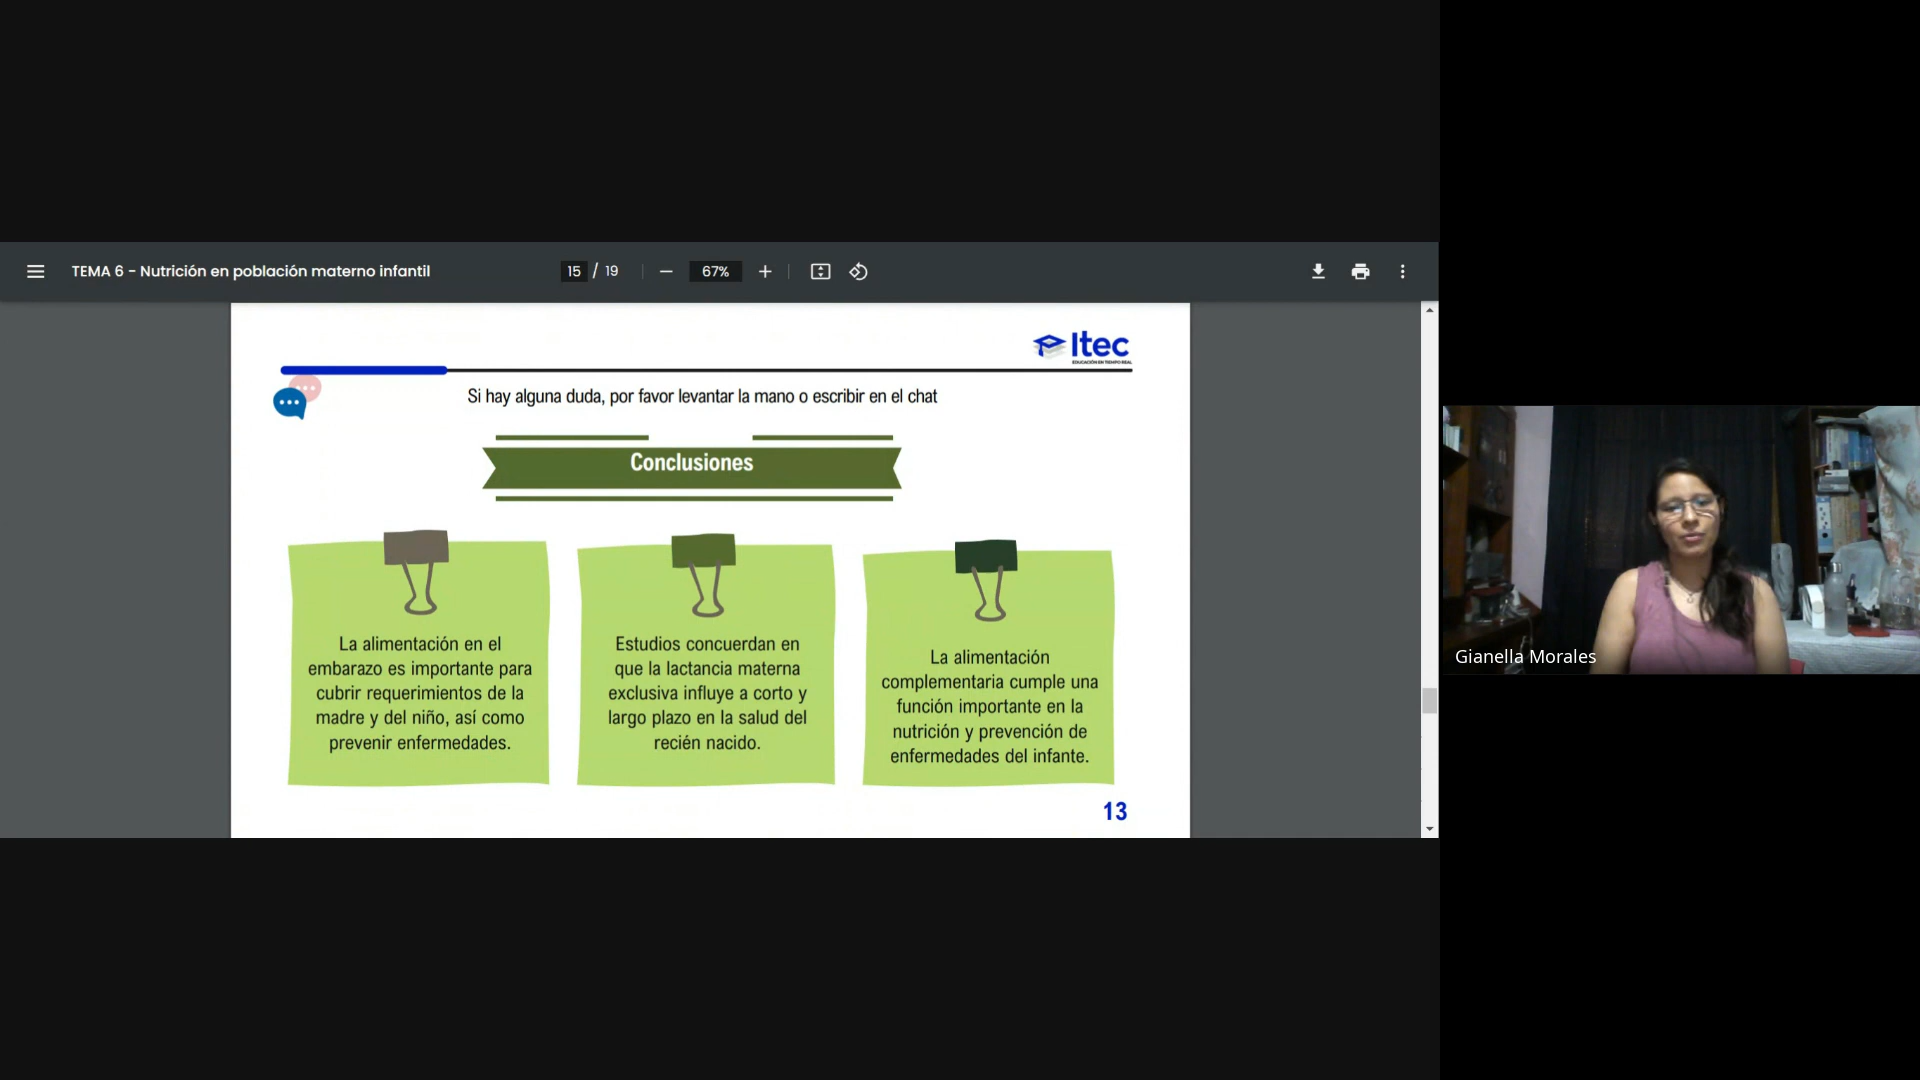 TEMA 6 - Nutrición en población materno infantil
15 / 19
67%
Itec
EDUCACIÓN EN TIEMPO REAL
Si hay alguna duda, por favor levantar la mano o escribir en el chat
Conclusiones
La alimentación en el
embarazo es importante para
cubrir requerimientos de la
madre y del niño, así como
prevenir enfermedades.
Estudios concuerdan en
que la lactancia materna
exclusiva influye a corto y
largo plazo en la salud del
recién nacido.
La alimentación
complementaria cumple una
función importante en la
nutrición y prevención de
enfermedades del infante.
13
Gianella Morales